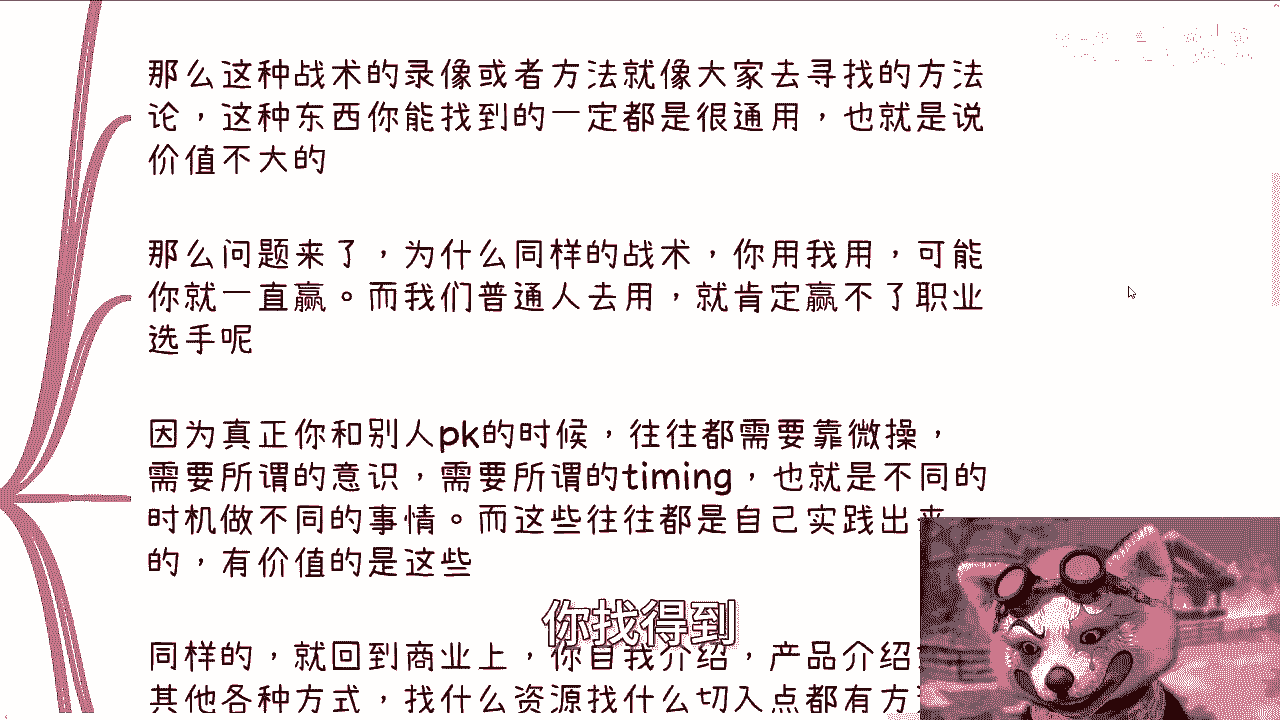 那么这种战术的录像或者方法就像大家去寻找的方法
论，这种东西你能找到的一定都是很通用，也就是说
价值不大的
那么问题来了，为什么同样的战术，你用我用，可能
你就一直赢。而我们普通人去用，就肯定赢不了职业
选手呢
因为真正你和别人pk的时候，往往都需要靠微操，
需要所谓的意识，需要所谓的timing，也就是不同的
时机做不同的事情。而这些往往都是自己实践出来
的，有价值的是这些
你找得到
同样的，就回到商业上，你自我介绍，产品介绍
其他各种方式，找什么资源找什么切入点都有方